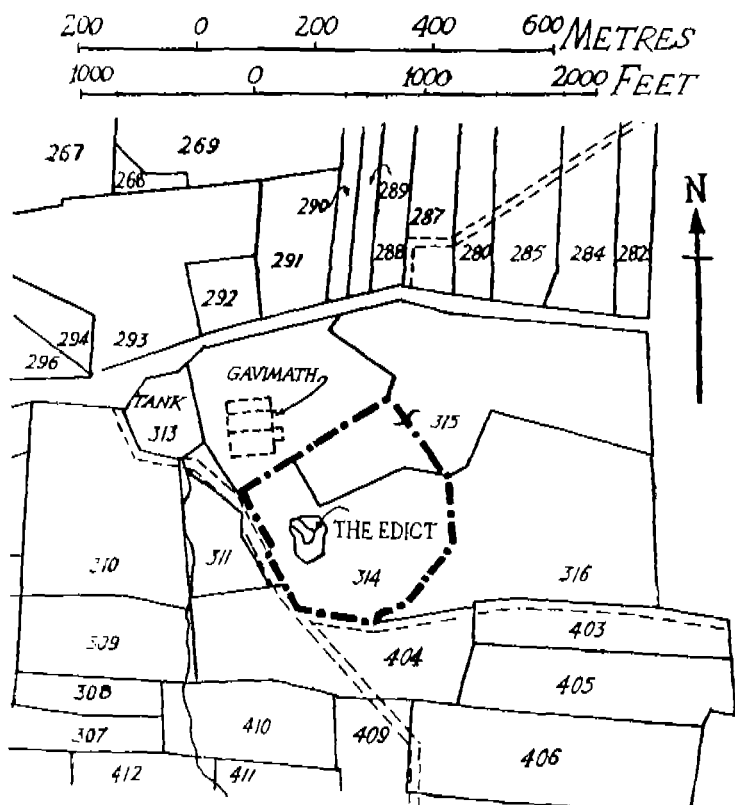 200 0 200 400 600 METRES
1000 0 1000 2000 FEET
267 269
268
290 289
287
N
291 288 280 285 284 282
292
294 293
296
GAVIMATH
TANK
313
315
THE EDICT
310 311 314 316
309 404 403
308 405
307 410 409
406
412 411